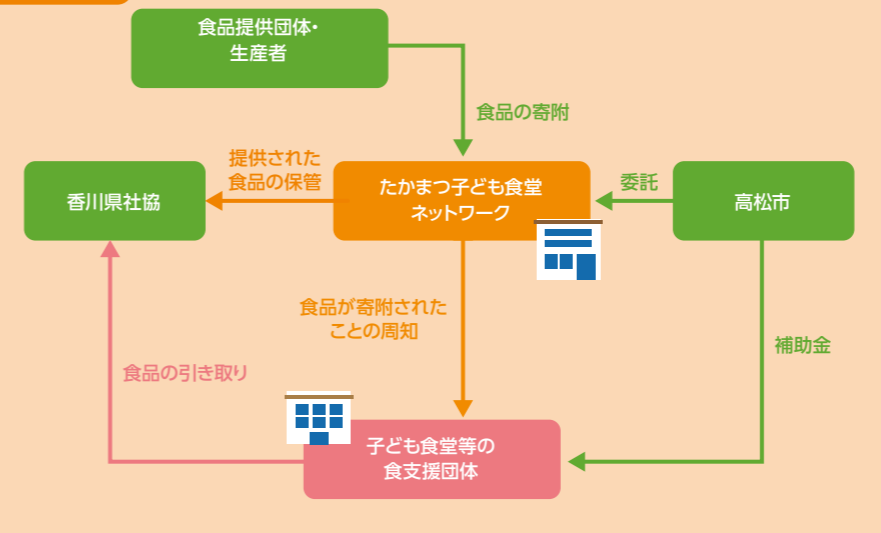 食品提供団体・
生産者
食品の寄附
提供された
食品の保管
香川県社協
たかまつ子ども食堂
ネットワーク
委託
高松市
食品が寄附された
ことの周知
補助金
食品の引き取り
子ども食堂等の
食支援団体